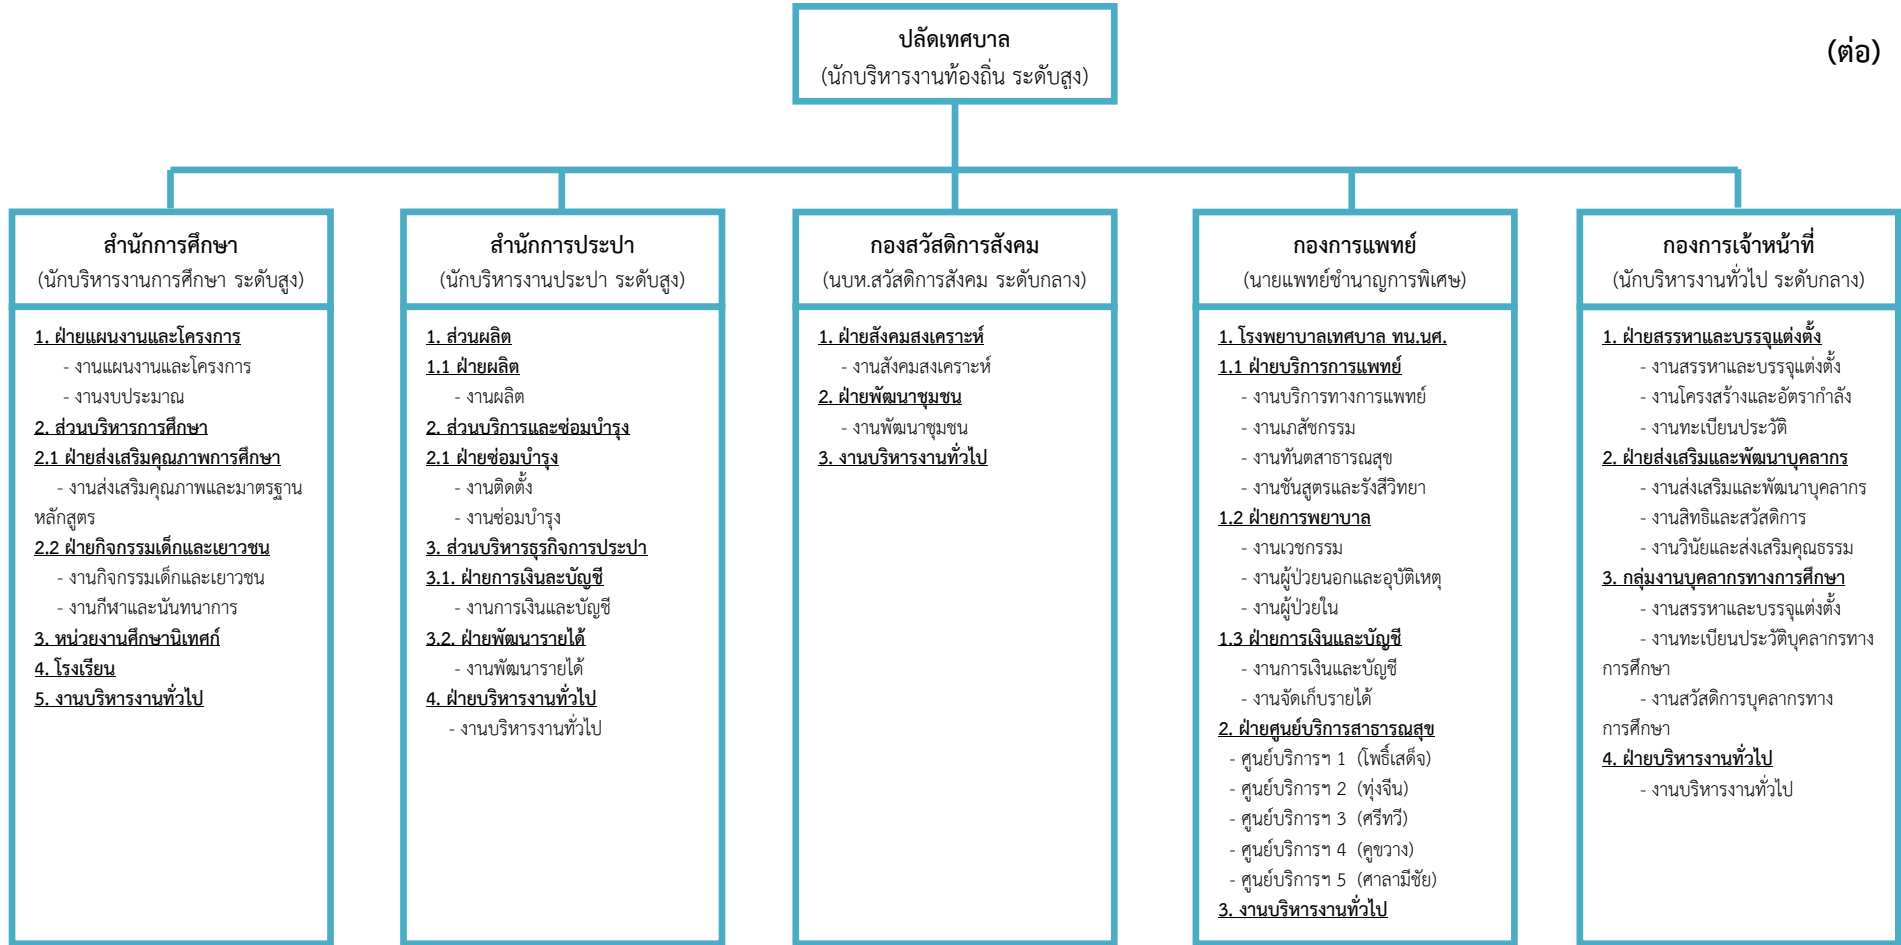 ปลัดเทศบาล
(นักบริหารงานท้องถิ่น ระดับสูง)
(ต่อ)
สำนักการศึกษา
(นักบริหารงานการศึกษา ระดับสูง)
1. ฝ่ายแผนงานและโครงการ
- งานแผนงานและโครงการ
- งานงบประมาณ
2. ส่วนบริหารการศึกษา
2.1 ฝ่ายส่งเสริมคุณภาพการศึกษา
- งานส่งเสริมคุณภาพและมาตรฐาน
หลักสูตร
2.2 ฝ่ายกิจกรรมเด็กและเยาวชน
- งานกิจกรรมเด็กและเยาวชน
- งานกีฬาและนันทนาการ
3. หน่วยงานศึกษานิเทศก์
4. โรงเรียน
5. งานบริหารงานทั่วไป
สำนักการประปา
(นักบริหารงานประปา ระดับสูง)
1. ส่วนผลิต
1.1 ฝ่ายผลิต
- งานผลิต
2. ส่วนบริการและซ่อมบำรุง
2.1 ฝ่ายซ่อมบำรุง
- งานติดตั้ง
- งานซ่อมบำรุง
3. ส่วนบริหารธุรกิจการประปา
3.1. ฝ่ายการเงินละบัญชี
- งานการเงินและบัญชี
3.2. ฝ่ายพัฒนารายได้
- งานพัฒนารายได้
4. ฝ่ายบริหารงานทั่วไป
- งานบริหารงานทั่วไป
กองสวัสดิการสังคม
(นบห.สวัสดิการสังคม ระดับกลาง)
1. ฝ่ายสังคมสงเคราะห์
- งานสังคมสงเคราะห์
2. ฝ่ายพัฒนาชุมชน
- งานพัฒนาชุมชน
3. งานบริหารงานทั่วไป
กองการแพทย์
(นายแพทย์ชำนาญการพิเศษ)
1. โรงพยาบาลเทศบาล ทน.นศ.
1.1 ฝ่ายบริการการแพทย์
- งานบริการทางการแพทย์
- งานเภสัชกรรม
- งานทันตสาธารณสุข
- งานชันสูตรและรังสีวิทยา
1.2 ฝ่ายการพยาบาล
- งานเวชกรรม
- งานผู้ป่วยนอกและอุบัติเหตุ
- งานผู้ป่วยใน
1.3 ฝ่ายการเงินและบัญชี
- งานการเงินและบัญชี
- งานจัดเก็บรายได้
2. ฝ่ายศูนย์บริการสาธารณสุข
- ศูนย์บริการฯ 1 (โพธิ์เสด็จ)
- ศูนย์บริการฯ 2 (ทุ่งจีน)
- ศูนย์บริการฯ 3 (ศรีทวี)
- ศูนย์บริการฯ 4 (คูขวาง)
- ศูนย์บริการฯ 5 (ศาลามีชัย)
3. งานบริหารงานทั่วไป
กองการเจ้าหน้าที่
(นักบริหารงานทั่วไป ระดับกลาง)
1. ฝ่ายสรรหาและบรรจุแต่งตั้ง
- งานสรรหาและบรรจุแต่งตั้ง
- งานโครงสร้างและอัตรากำลัง
- งานทะเบียนประวัติ
2. ฝ่ายส่งเสริมและพัฒนาบุคลากร
- งานส่งเสริมและพัฒนาบุคลากร
- งานสิทธิและสวัสดิการ
- งานวินัยและส่งเสริมคุณธรรม
3. กลุ่มงานบุคลากรทางการศึกษา
- งานสรรหาและบรรจุแต่งตั้ง
- งานทะเบียนประวัติบุคลากรทาง
การศึกษา
- งานสวัสดิการบุคลากรทาง
การศึกษา
4. ฝ่ายบริหารงานทั่วไป
- งานบริหารงานทั่วไป